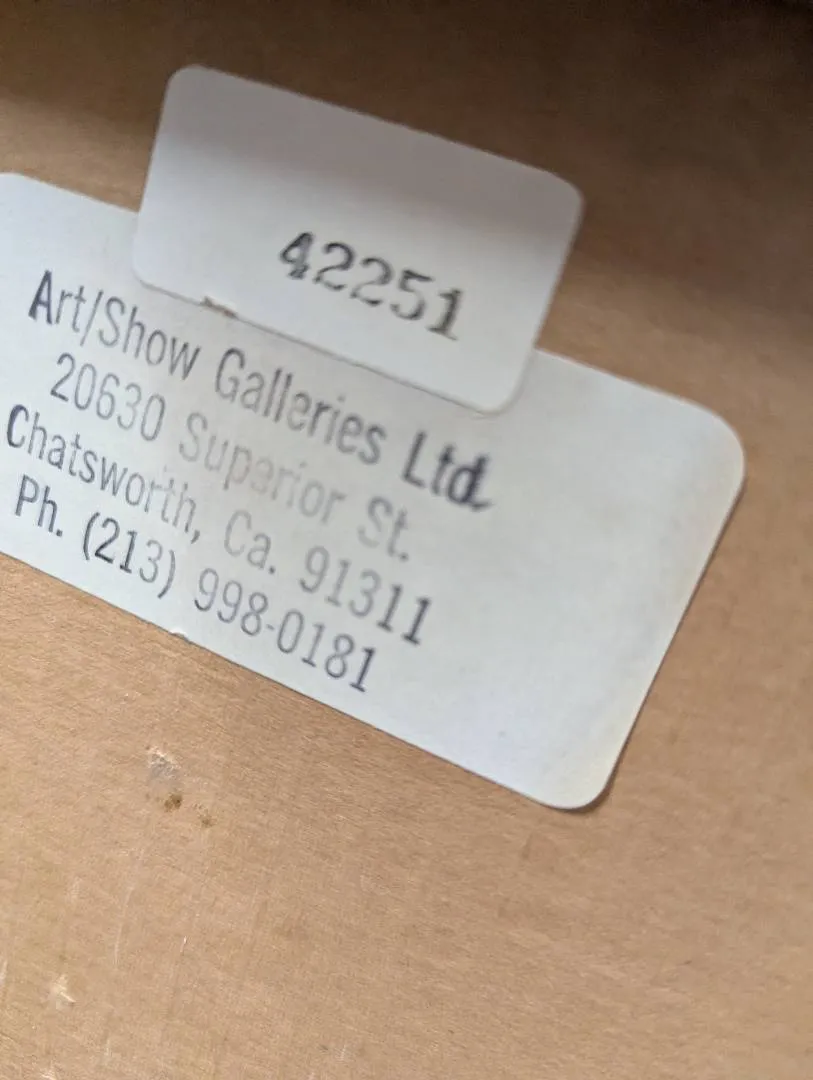 42251
Art/Show Galleries Ltd.
20630 Superior St.
Chatsworth, Ca. 91311
Ph. (213) 998-0181